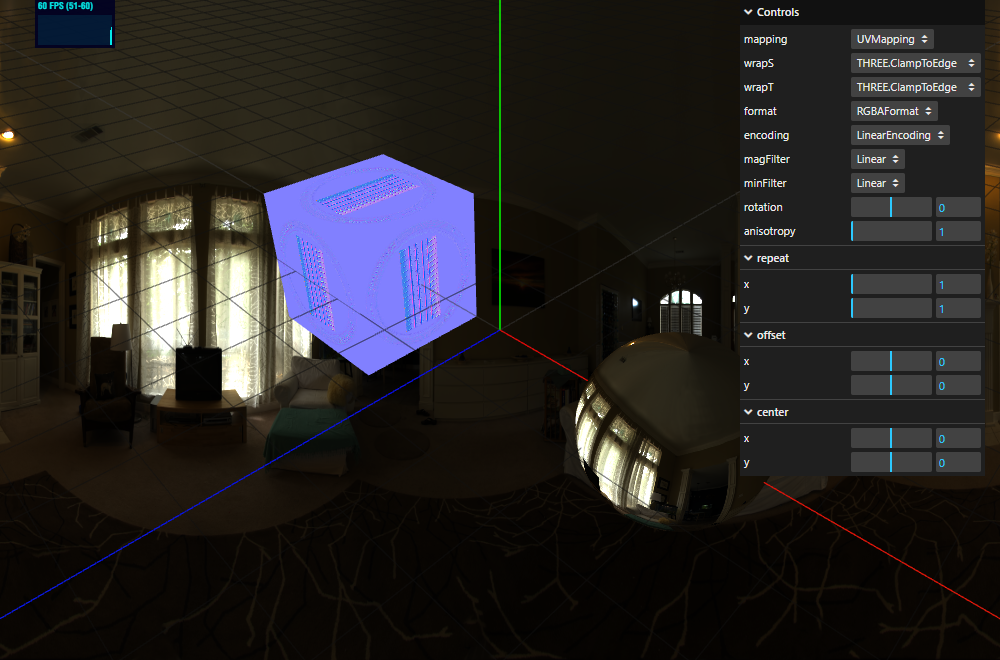 60 FPS (51-60)
Controls
mapping UVMapping
wrapS THREE.ClampToEdge
wrapT THREE.ClampToEdge
format RGBAFormat
encoding LinearEncoding
magFilter Linear
minFilter Linear
rotation 0
anisotropy 1
repeat
x 1
y 1
offset
x 0
y 0
center
x 0
y 0